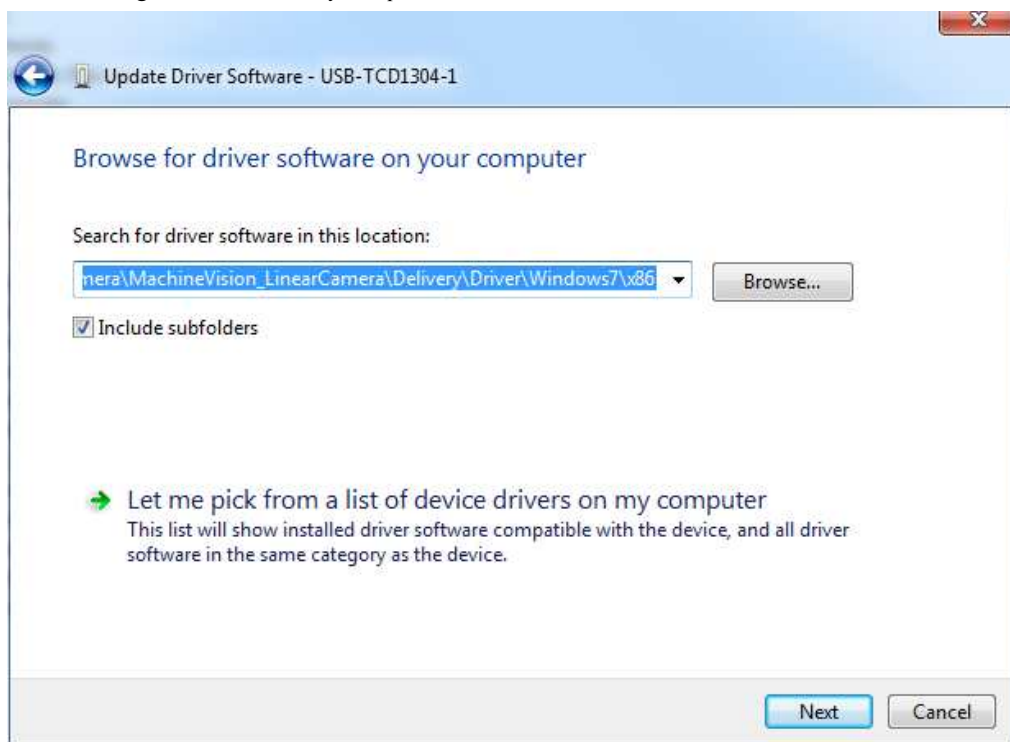 Update Driver Software - USB-TCD1304-1
Browse for driver software on your computer
Search for driver software in this location:
nera\MachineVision_LinearCamera\Delivery\Driver\Windows7\x86
Browse...
Include subfolders
Let me pick from a list of device drivers on my computer
This list will show installed driver software compatible with the device, and all driver
software in the same category as the device.
Next
Cancel